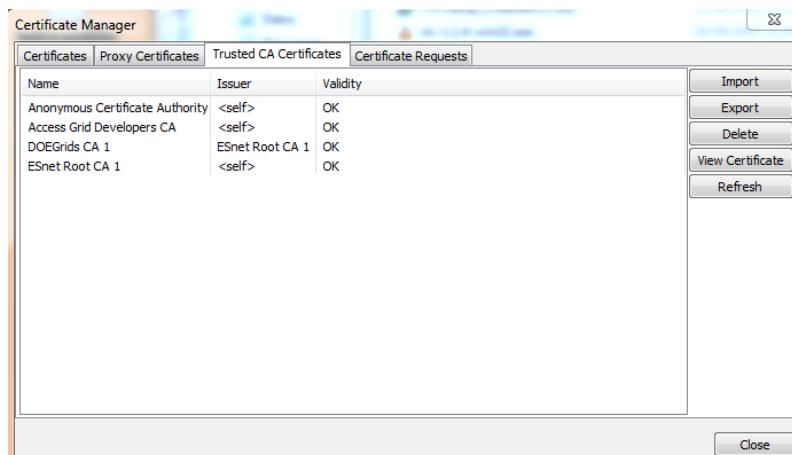 Certificate Manager
Certificates Proxy Certificates Trusted CA Certificates Certificate Requests
Name Issuer Validity
Anonymous Certificate Authority <self> OK
Access Grid Developers CA <self> OK
DOEGrids CA 1 ESnet Root CA 1 OK
ESnet Root CA 1 <self> OK
Import
Export
Delete
View Certificate
Refresh
Close